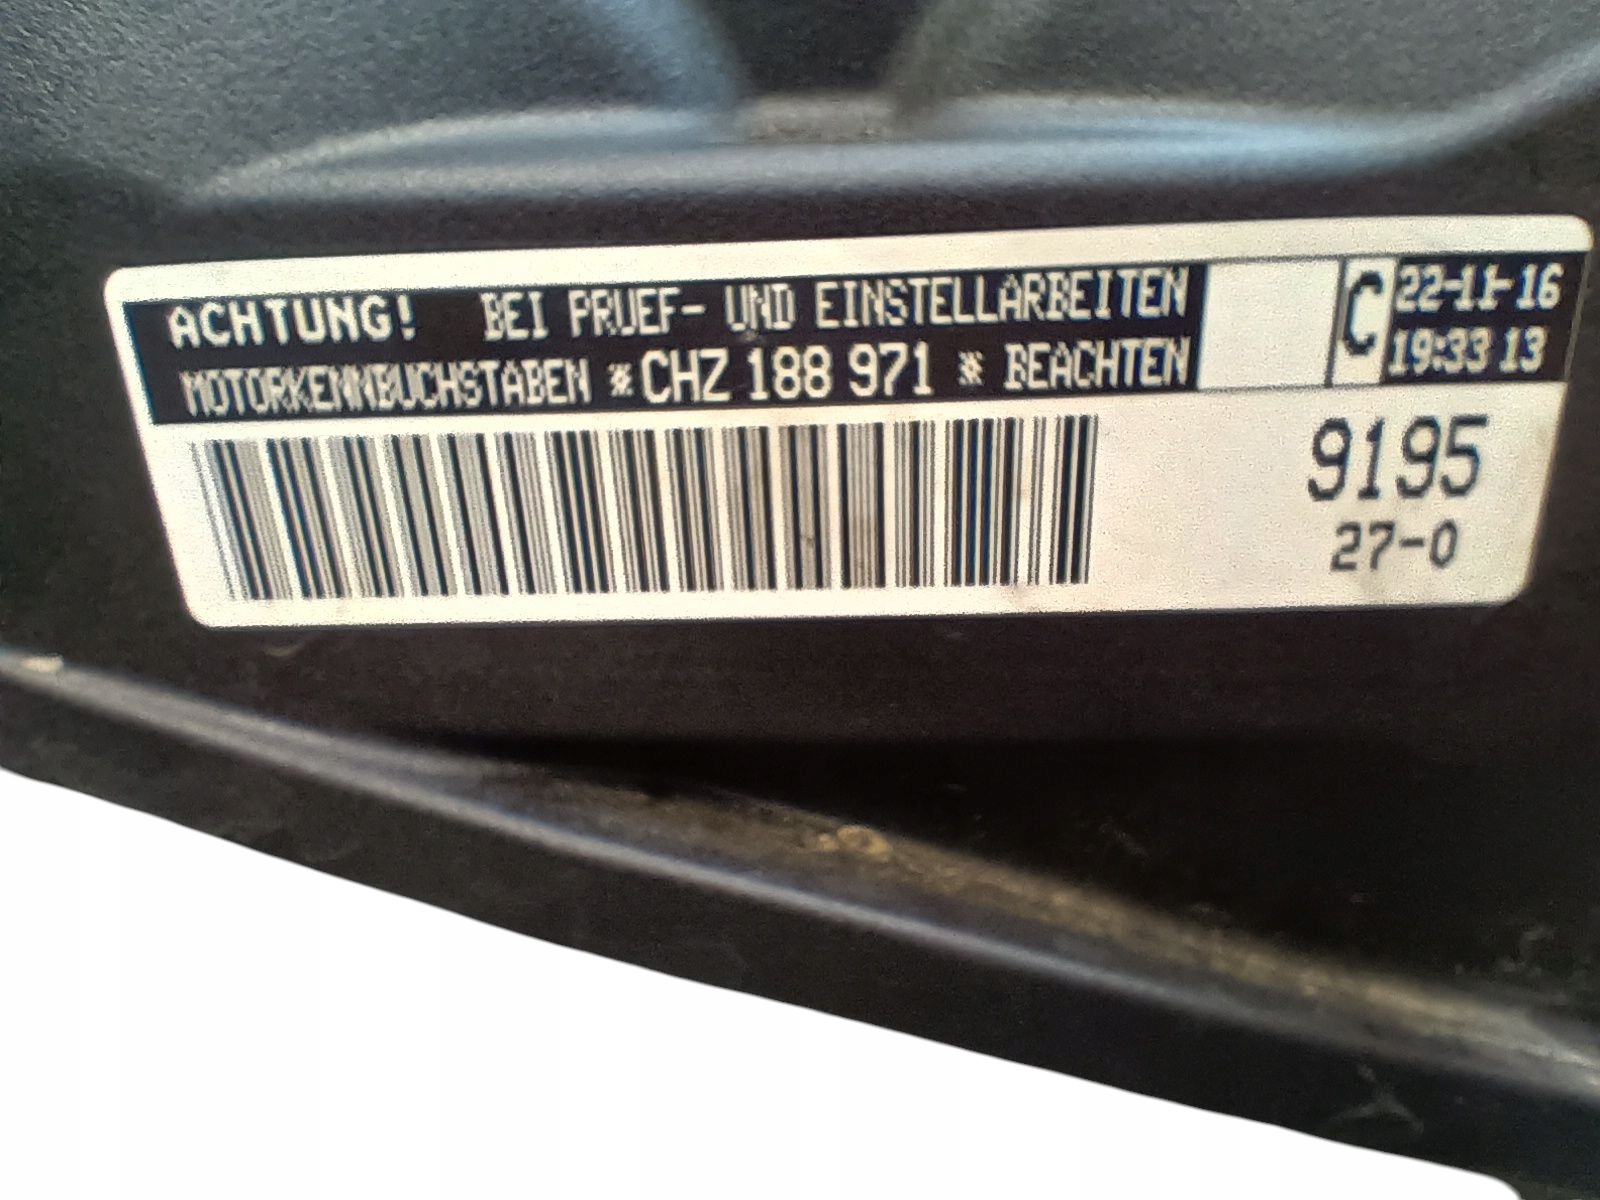 ACHTUNG! BEI PRUEF- UND EINSTELLARBEITEN
MOTORKENNBUCHSTABEN *CHZ 188 971 * BEACHTEN
C
22-11-16
19:33 13
9195
27-0